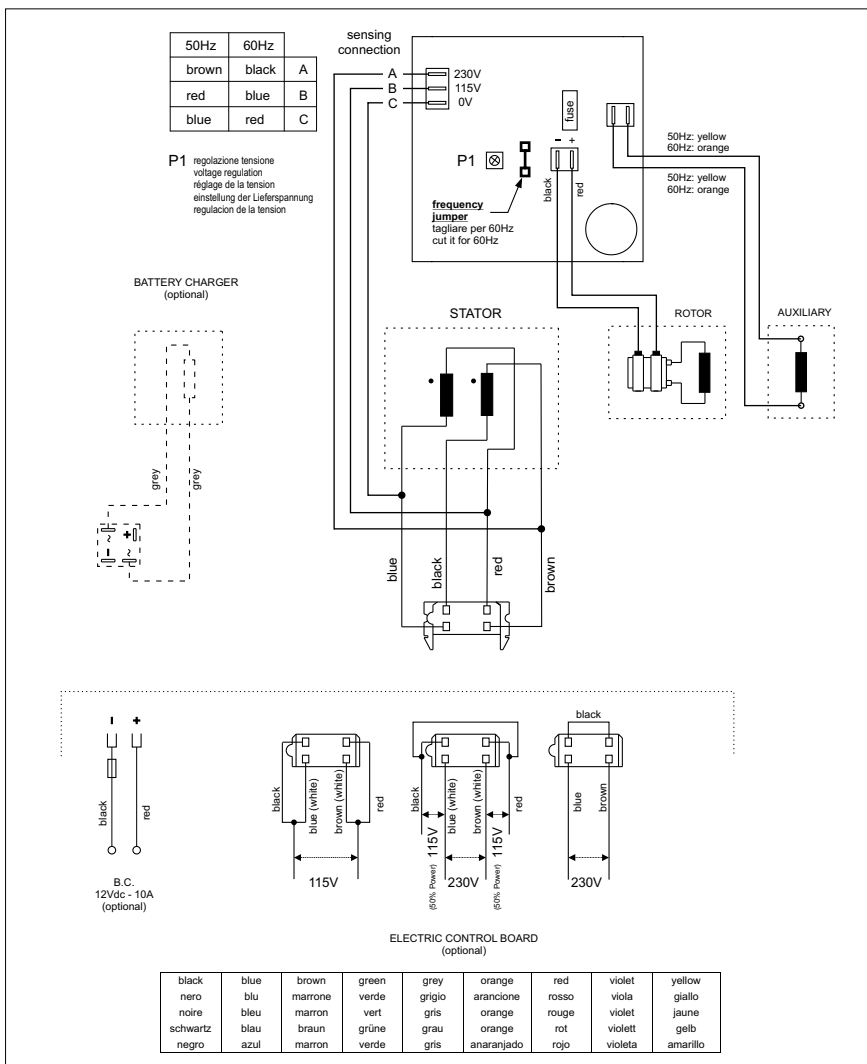 50Hz 60Hz
brown black A
red blue B
blue red C
sensing
connection
A 230V
B 115V
C 0V
fuse
- +
P1
black
red
frequency
jumper
tagliare per 60Hz
cut it for 60Hz
50Hz: yellow
60Hz: orange
50Hz: yellow
60Hz: orange
P1 regolazione tensione
voltage regulation
réglage de la tension
einstellung der Lieferspannung
regulacion de la tension
BATTERY CHARGER
(optional)
grey
grey
~ +
- ~
STATOR
ROTOR
AUXILIARY
blue
black
red
brown
- +
black
red
B.C.
12Vdc - 10A
(optional)
black
blue (white)
brown (white)
red
115V
black
blue (white)
brown (white)
red
115V
(50% Power)
230V
115V
(50% Power)
black
blue
brown
230V
ELECTRIC CONTROL BOARD
(optional)
black blue brown green grey orange red violet yellow
nero blu marrone verde grigio arancione rosso viola giallo
noire bleu marron vert gris orange rouge violet jaune
schwartz blau braun grüne grau orange rot violett gelb
negro azul marron verde gris anaranjado rojo violeta amarillo